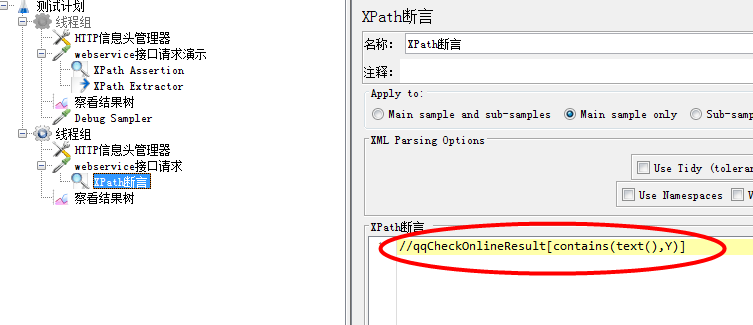 测试计划
线程组
HTTP信息头管理器
webservice接口请求演示
XPath Assertion
XPath Extractor
察看结果树
Debug Sampler
线程组
HTTP信息头管理器
webservice接口请求
XPath断言
察看结果树
XPath断言
名称: XPath断言
注释:
Apply to:
Main sample and sub-samples Main sample only Sub-samp
XML Parsing Options
Use Tidy (toleran
Use Namespaces
XPath断言
//qqCheckOnlineResult[contains(text(),Y)]